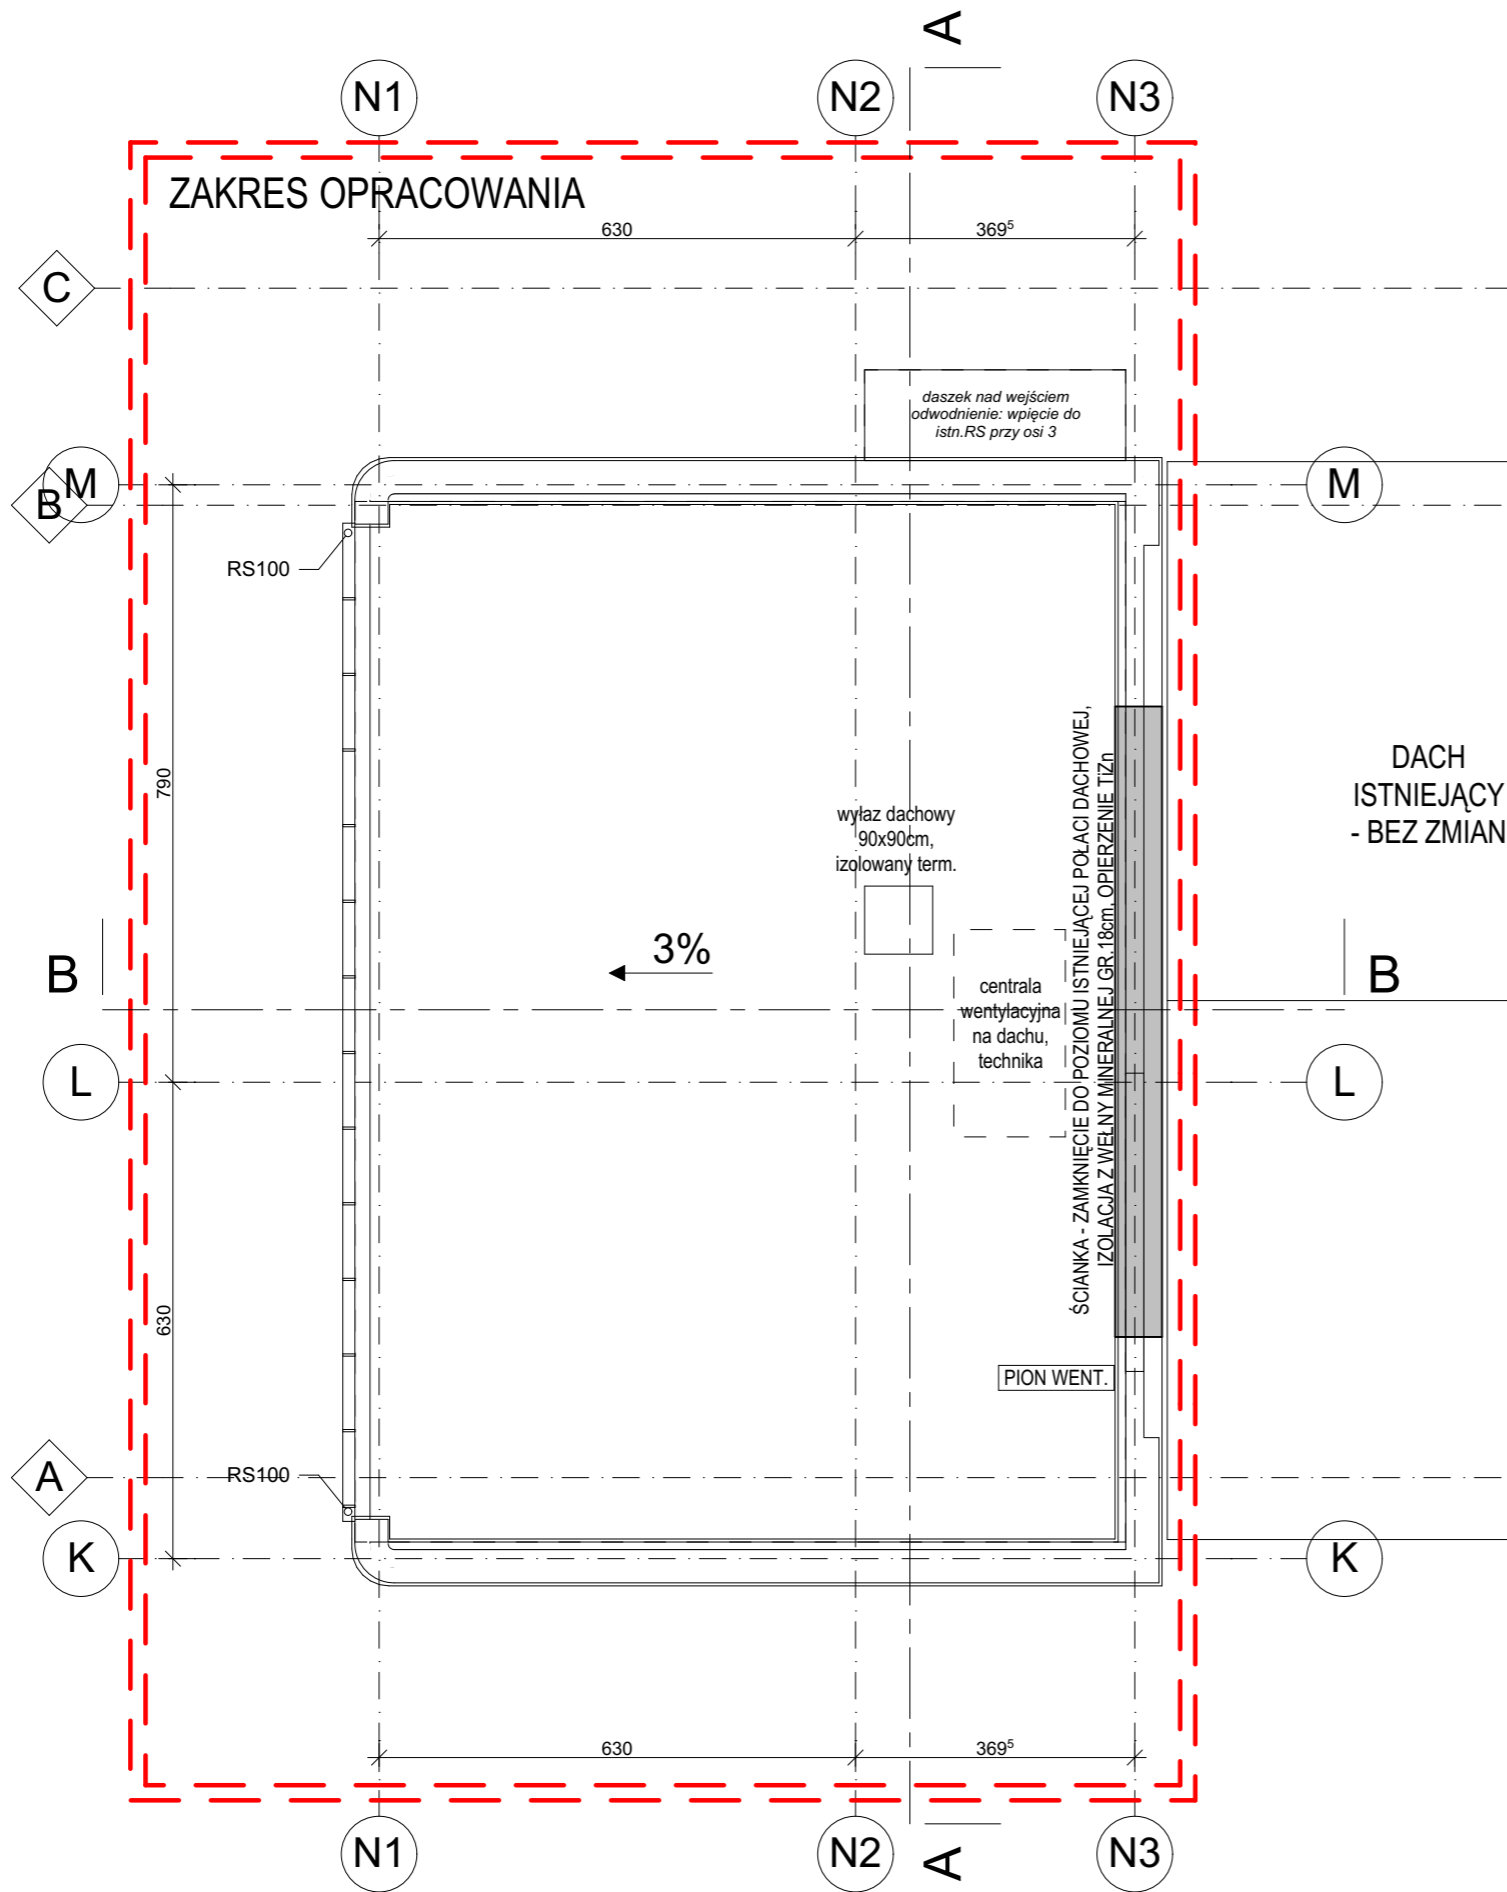 A
N1
N2
N3
ZAKRES OPRACOWANIA
630
369⁵
C
daszek nad wejściem
odwodnienie: wpięcie do
istn.RS przy osi 3
M
B
M
RS100
790
DACH
ISTNIEJĄCY
- BEZ ZMIAN
wyłaz dachowy
90x90cm,
izolowany term.
ŚCIANKA - ZAMKNIĘCIE DO POZIOMU ISTNIEJĄCEJ POŁACI DACHOWEJ,
IZOLACJA Z WEŁNY MINERALNEJ GR.18cm, OPIERZENIE TiZn
3%
B
B
centrala
wentylacyjna
na dachu,
technika
L
L
630
PION WENT.
RS100
A
K
K
630
369⁵
N1
N2
N3
A